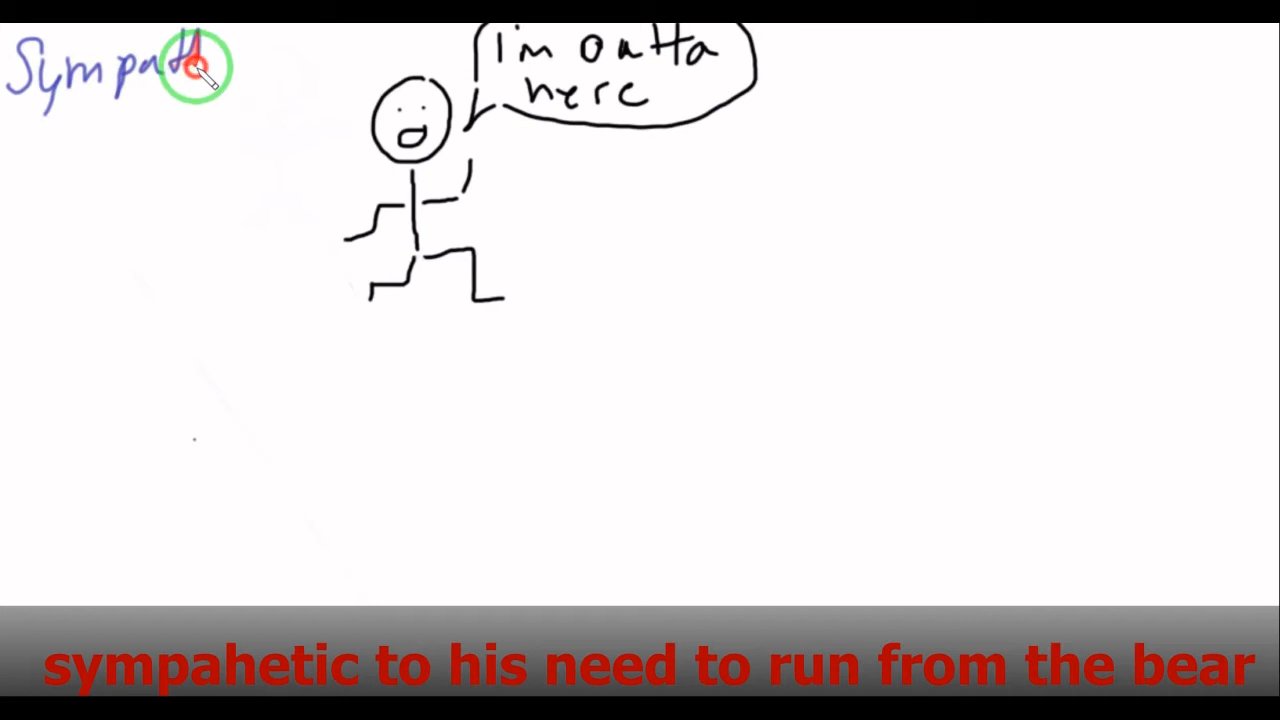 Sympath
I'm outta
here
sympahetic to his need to run from the bear